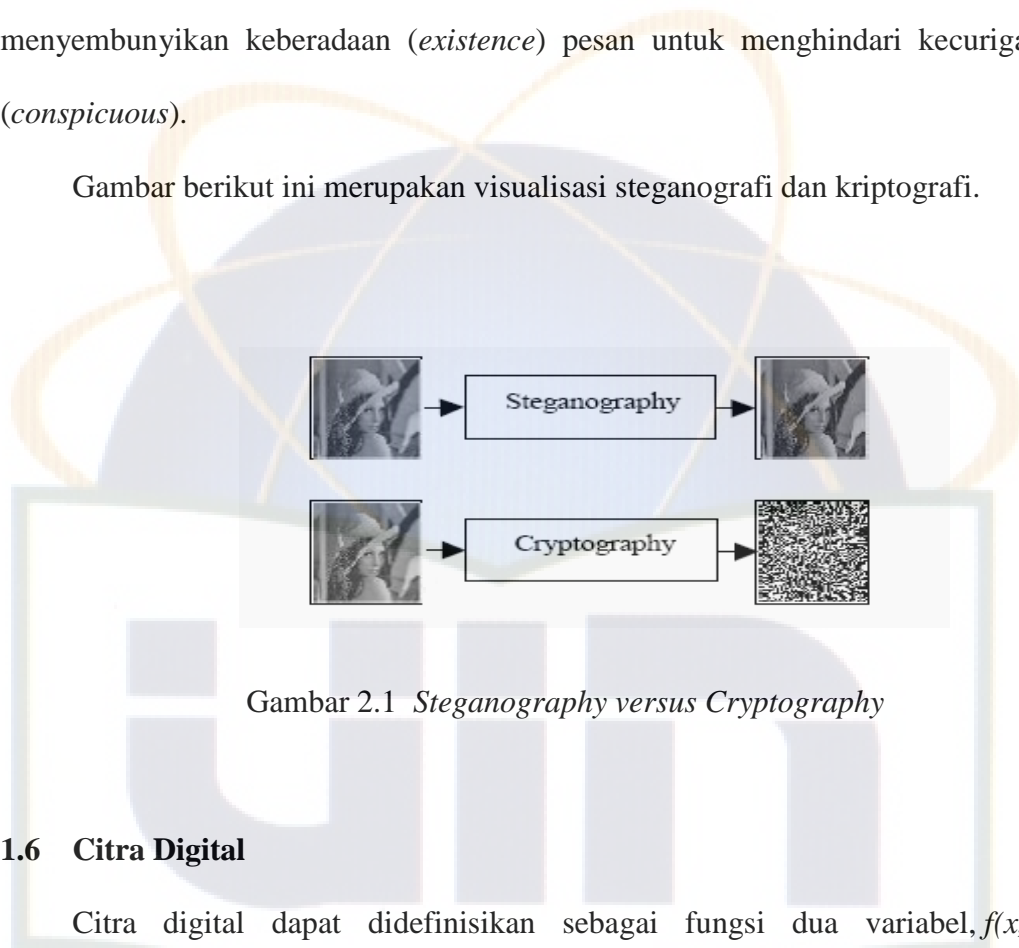 menyembunyikan keberadaan (existence) pesan untuk menghindari kecuriga
(conspicuous).
Gambar berikut ini merupakan visualisasi steganografi dan kriptografi.
Steganography
Cryptography
Gambar 2.1 Steganography versus Cryptography
1.6 Citra Digital
Citra digital dapat didefinisikan sebagai fungsi dua variabel, f(x,
uin